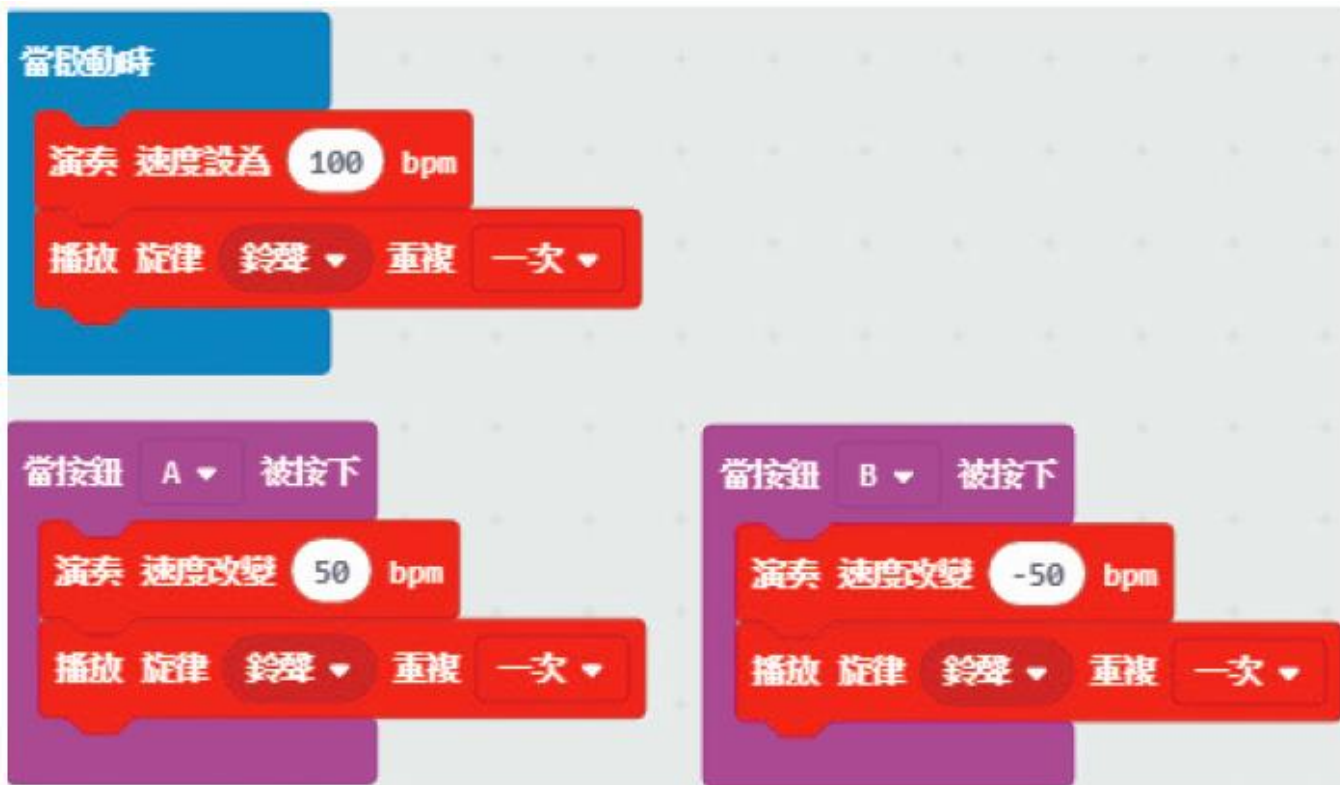 當啟動時
演奏 速度設為 100 bpm
播放 旋律 鈴聲 重複 一次
當按鈕 A 被按下
演奏 速度改變 50 bpm
播放 旋律 鈴聲 重複 一次
當按鈕 B 被按下
演奏 速度改變 -50 bpm
播放 旋律 鈴聲 重複 一次